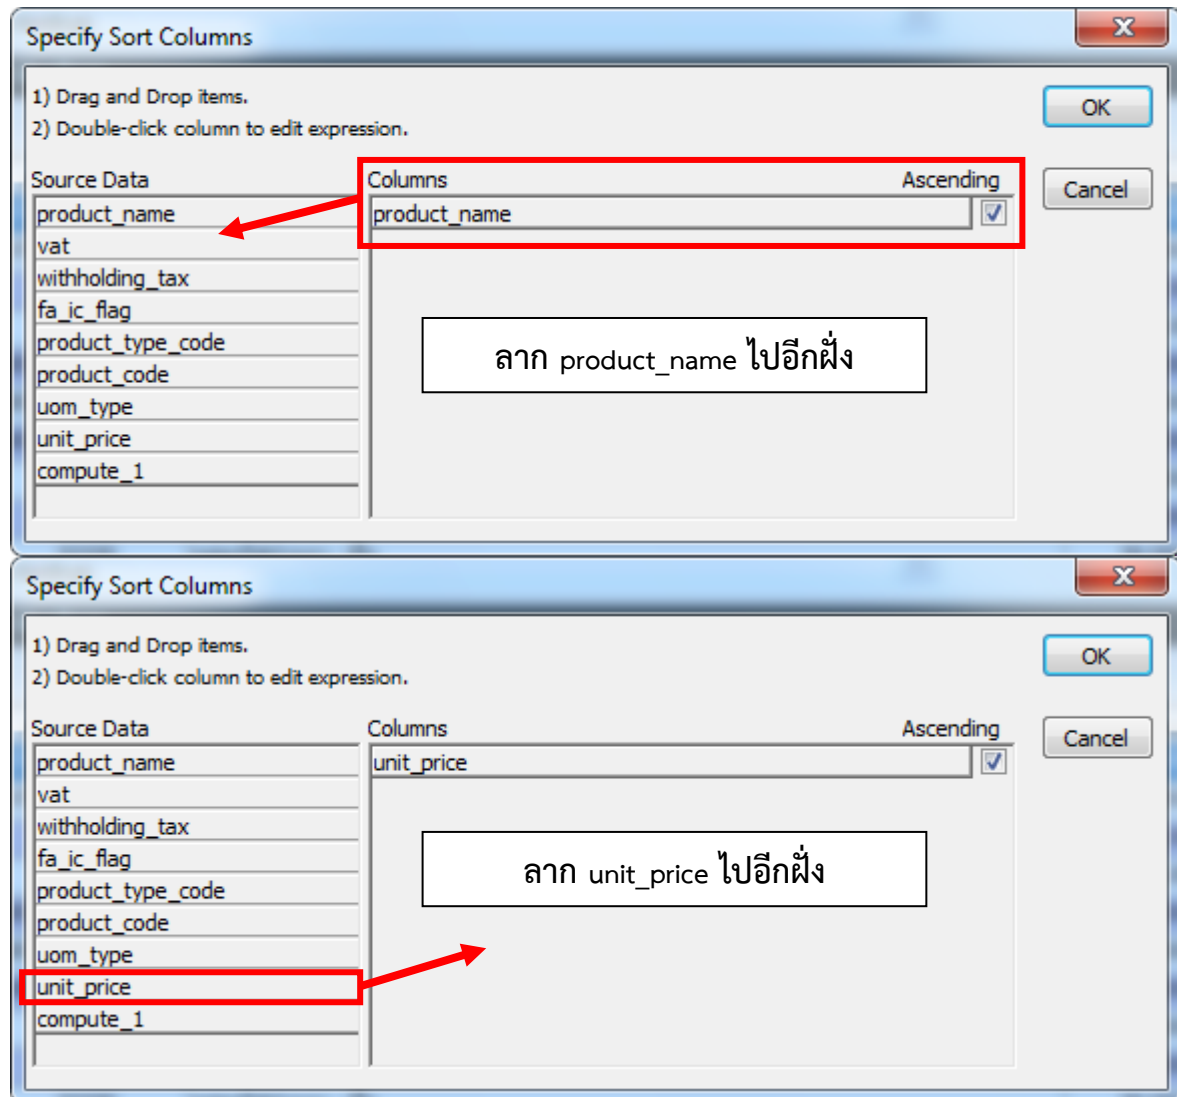 Specify Sort Columns
1) Drag and Drop items.
2) Double-click column to edit expression.
OK
Cancel
Source Data
Columns
Ascending
product_name
product_name
vat
withholding_tax
fa_ic_flag
product_type_code
product_code
uom_type
unit_price
compute_1
ลาก product_name ไปอีกฝั่ง
Specify Sort Columns
1) Drag and Drop items.
2) Double-click column to edit expression.
OK
Cancel
Source Data
Columns
Ascending
product_name
unit_price
vat
withholding_tax
fa_ic_flag
product_type_code
product_code
uom_type
unit_price
compute_1
ลาก unit_price ไปอีกฝั่ง